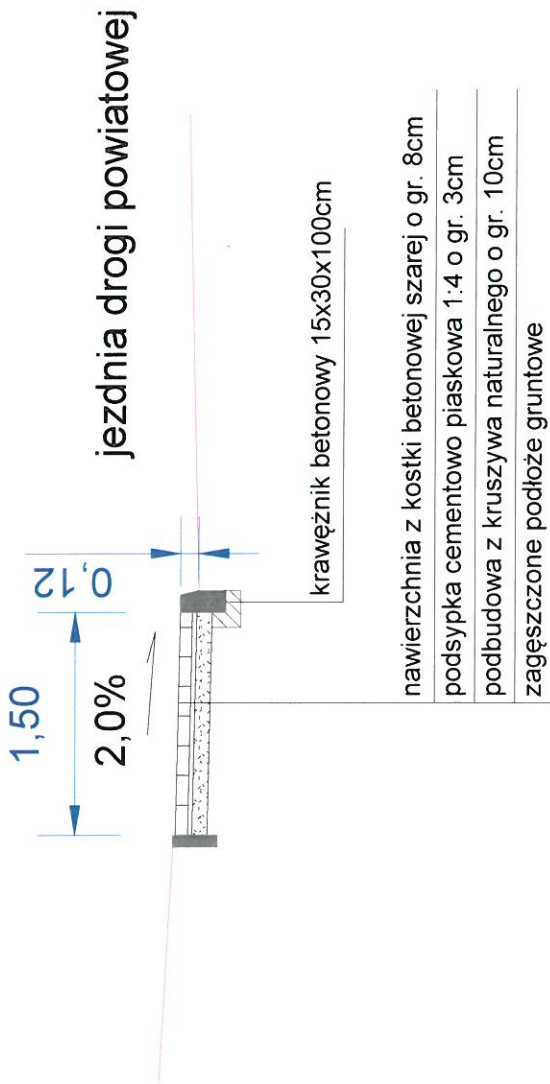 jezdnia drogi powiatowej
1,50
0,12
2,0%
krawężnik betonowy 15x30x100cm
nawierzchnia z kostki betonowej szarej o gr. 8cm
podsypka cementowo piaskowa 1:4 o gr. 3cm
podbudowa z kruszywa naturalnego o gr. 10cm
zagęszczone podłoże gruntowe